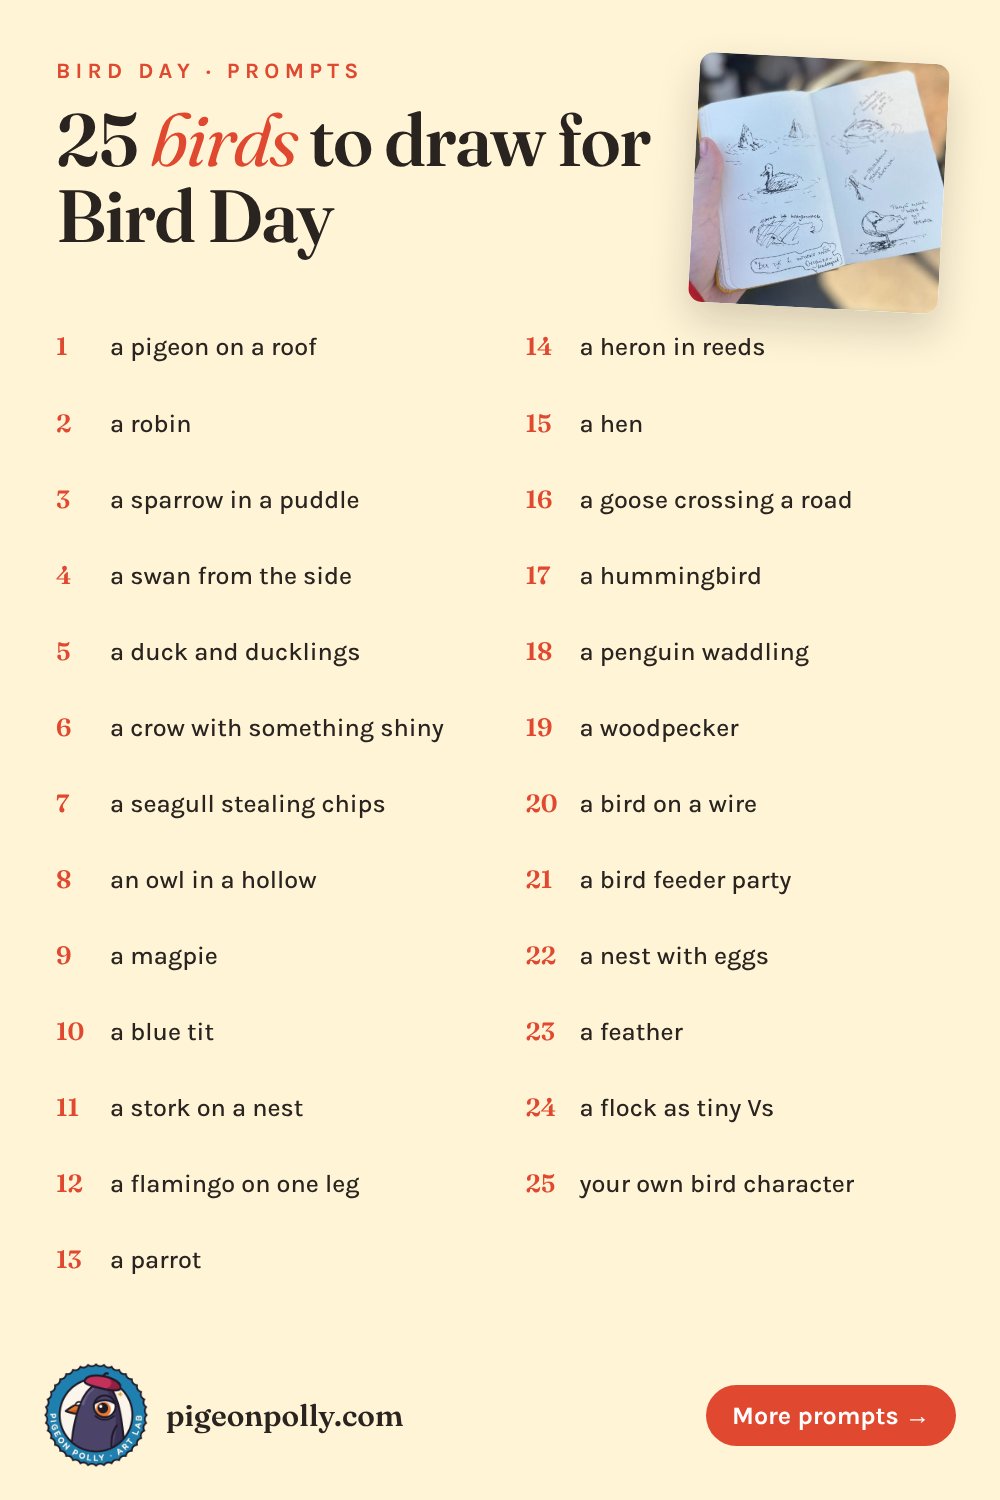 BIRD DAY · PROMPTS
25 birds to draw for
Bird Day
1 a pigeon on a roof
2 a robin
3 a sparrow in a puddle
4 a swan from the side
5 a duck and ducklings
6 a crow with something shiny
7 a seagull stealing chips
8 an owl in a hollow
9 a magpie
10 a blue tit
11 a stork on a nest
12 a flamingo on one leg
13 a parrot
14 a heron in reeds
15 a hen
16 a goose crossing a road
17 a hummingbird
18 a penguin waddling
19 a woodpecker
20 a bird on a wire
21 a bird feeder party
22 a nest with eggs
23 a feather
24 a flock as tiny Vs
25 your own bird character
PIGEON POLLY · ART LAB
pigeonpolly.com
More prompts →